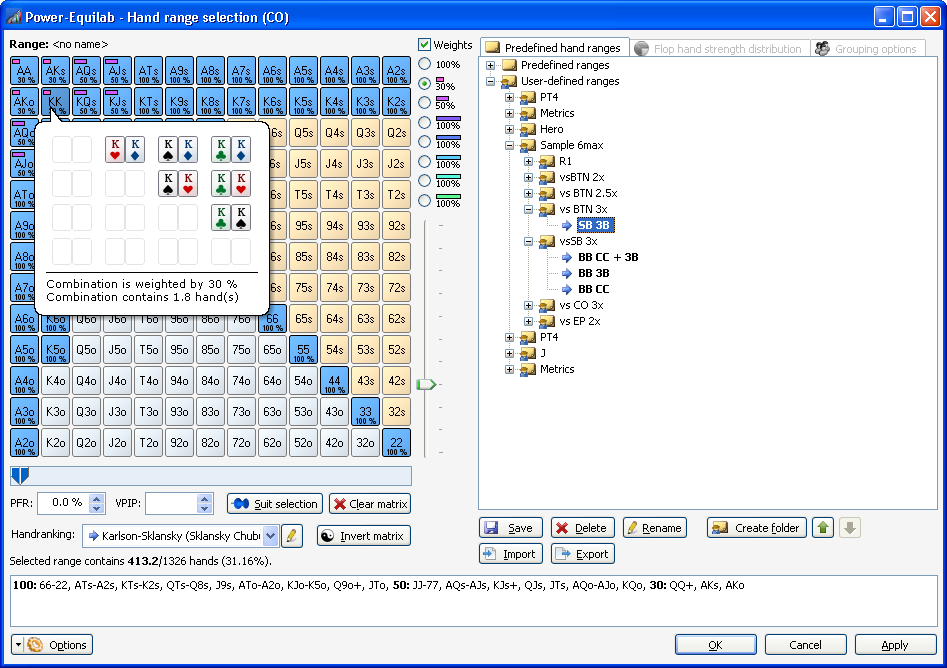 Power-Equilab - Hand range selection (CO)
Range: <no name>
Weights
AA AKs AQs AJs ATs A9s A8s A7s A6s A5s A4s A3s A2s
30 % 30 % 50 % 50 % 100 % 100 % 100 % 100 % 100 % 100 % 100 % 100 % 100 %
AKo KK KQs KJs KTs K9s K8s K7s K6s K5s K4s K3s K2s
30 % 50 % 50 % 100 % 100 % 100 % 100 % 100 % 100 % 100 % 100 % 100 %
Q5s Q4s Q3s Q2s
J5s J4s J3s J2s
T5s T4s T3s T2s
95s 94s 93s 92s
85s 84s 83s 82s
75s 74s 73s 72s
K K K K K K
K K K K
K K
Combination is weighted by 30 %
Combination contains 1.8 hand(s)
A6o K6o Q6o J6o T6o 96o 86o 76o 66 65s 64s 63s 62s
100 % 100 % 100 %
A5o K5o Q5o J5o T5o 95o 85o 75o 65o 55 54s 53s 52s
100 % 100 % 100 %
A4o K4o Q4o J4o T4o 94o 84o 74o 64o 54o 44 43s 42s
100 % 100 %
A3o K3o Q3o J3o T3o 93o 83o 73o 63o 53o 43o 33 32s
100 % 100 %
A2o K2o Q2o J2o T2o 92o 82o 72o 62o 52o 42o 32o 22
100 % 100 %
100%
30%
50%
100%
100%
100%
100%
100%
PFR: 0.0 % VPIP: Suit selection Clear matrix
Handranking: Karlson-Sklansky (Sklansky Chub Invert matrix
Selected range contains 413.2/1326 hands (31.16%).
Predefined hand ranges Flop hand strength distribution Grouping options
Predefined ranges
User-defined ranges
PT4
Metrics
Hero
Sample 6max
R1
vsBTN 2x
vs BTN 2.5x
vs BTN 3x
SB 3B
vsSB 3x
BB CC + 3B
BB 3B
BB CC
vs CO 3x
vs EP 2x
PT4
J
Metrics
Save Delete Rename Create folder
Import Export
100: 66-22, ATs-A2s, KTs-K2s, QTs-Q8s, J9s, ATo-A2o, KJo-K5o, Q9o+, JTo, 50: JJ-77, AQs-AJs, KJs+, QJs, JTs, AQo-AJo, KQo, 30: QQ+, AKs, AKo
Options OK Cancel Apply